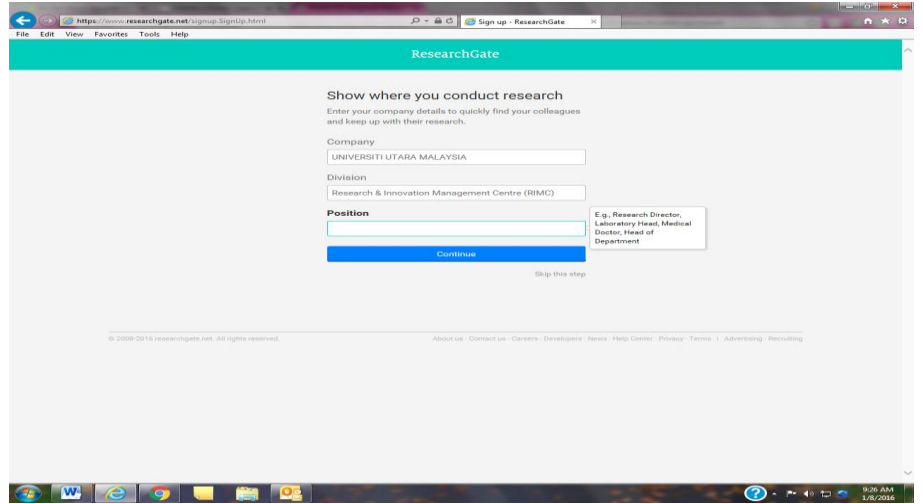 https://www.researchgate.net/signup.SignUp.html
Sign up - ResearchGate
File Edit View Favorites Tools Help
ResearchGate
Show where you conduct research
Enter your company details to quickly find your colleagues
and keep up with their research.
Company
UNIVERSITI UTARA MALAYSIA
Division
Research & Innovation Management Centre (RIMC)
Position
E.g., Research Director,
Laboratory Head, Medical
Doctor, Head of
Department
Continue
Skip this step
© 2008-2016 researchgate.net. All rights reserved.
About us · Contact us · Careers · Developers · News · Help Center · Privacy · Terms | Advertising · Recruiting
9:26 AM
1/8/2016